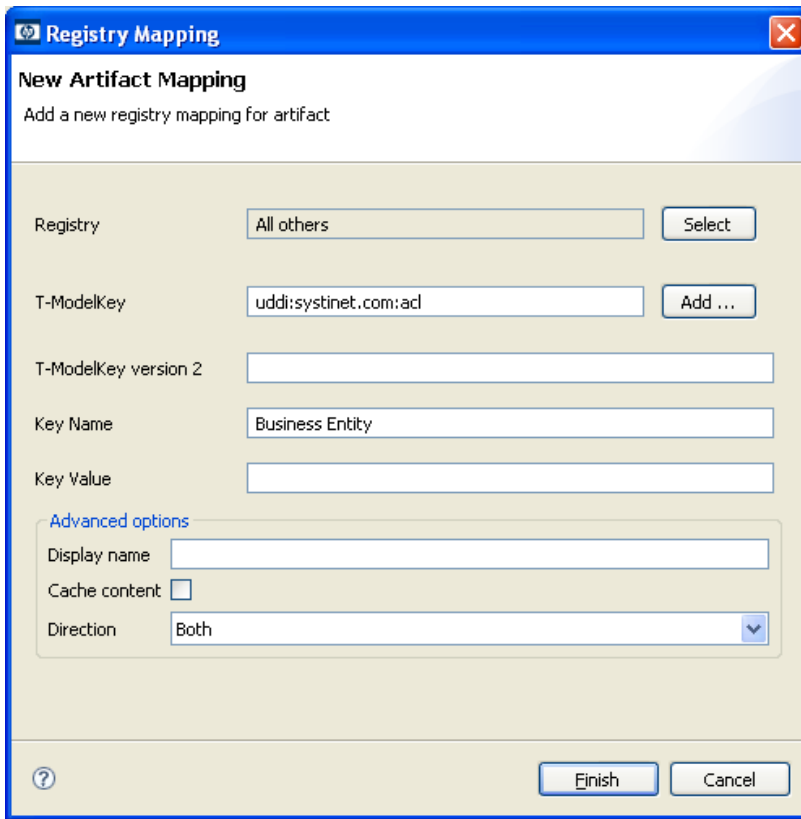 hp Registry Mapping
New Artifact Mapping
Add a new registry mapping for artifact
Registry All others Select
T-ModelKey uddi:systinet.com:acl Add ...
T-ModelKey version 2
Key Name Business Entity
Key Value
Advanced options
Display name
Cache content
Direction Both
? Finish Cancel